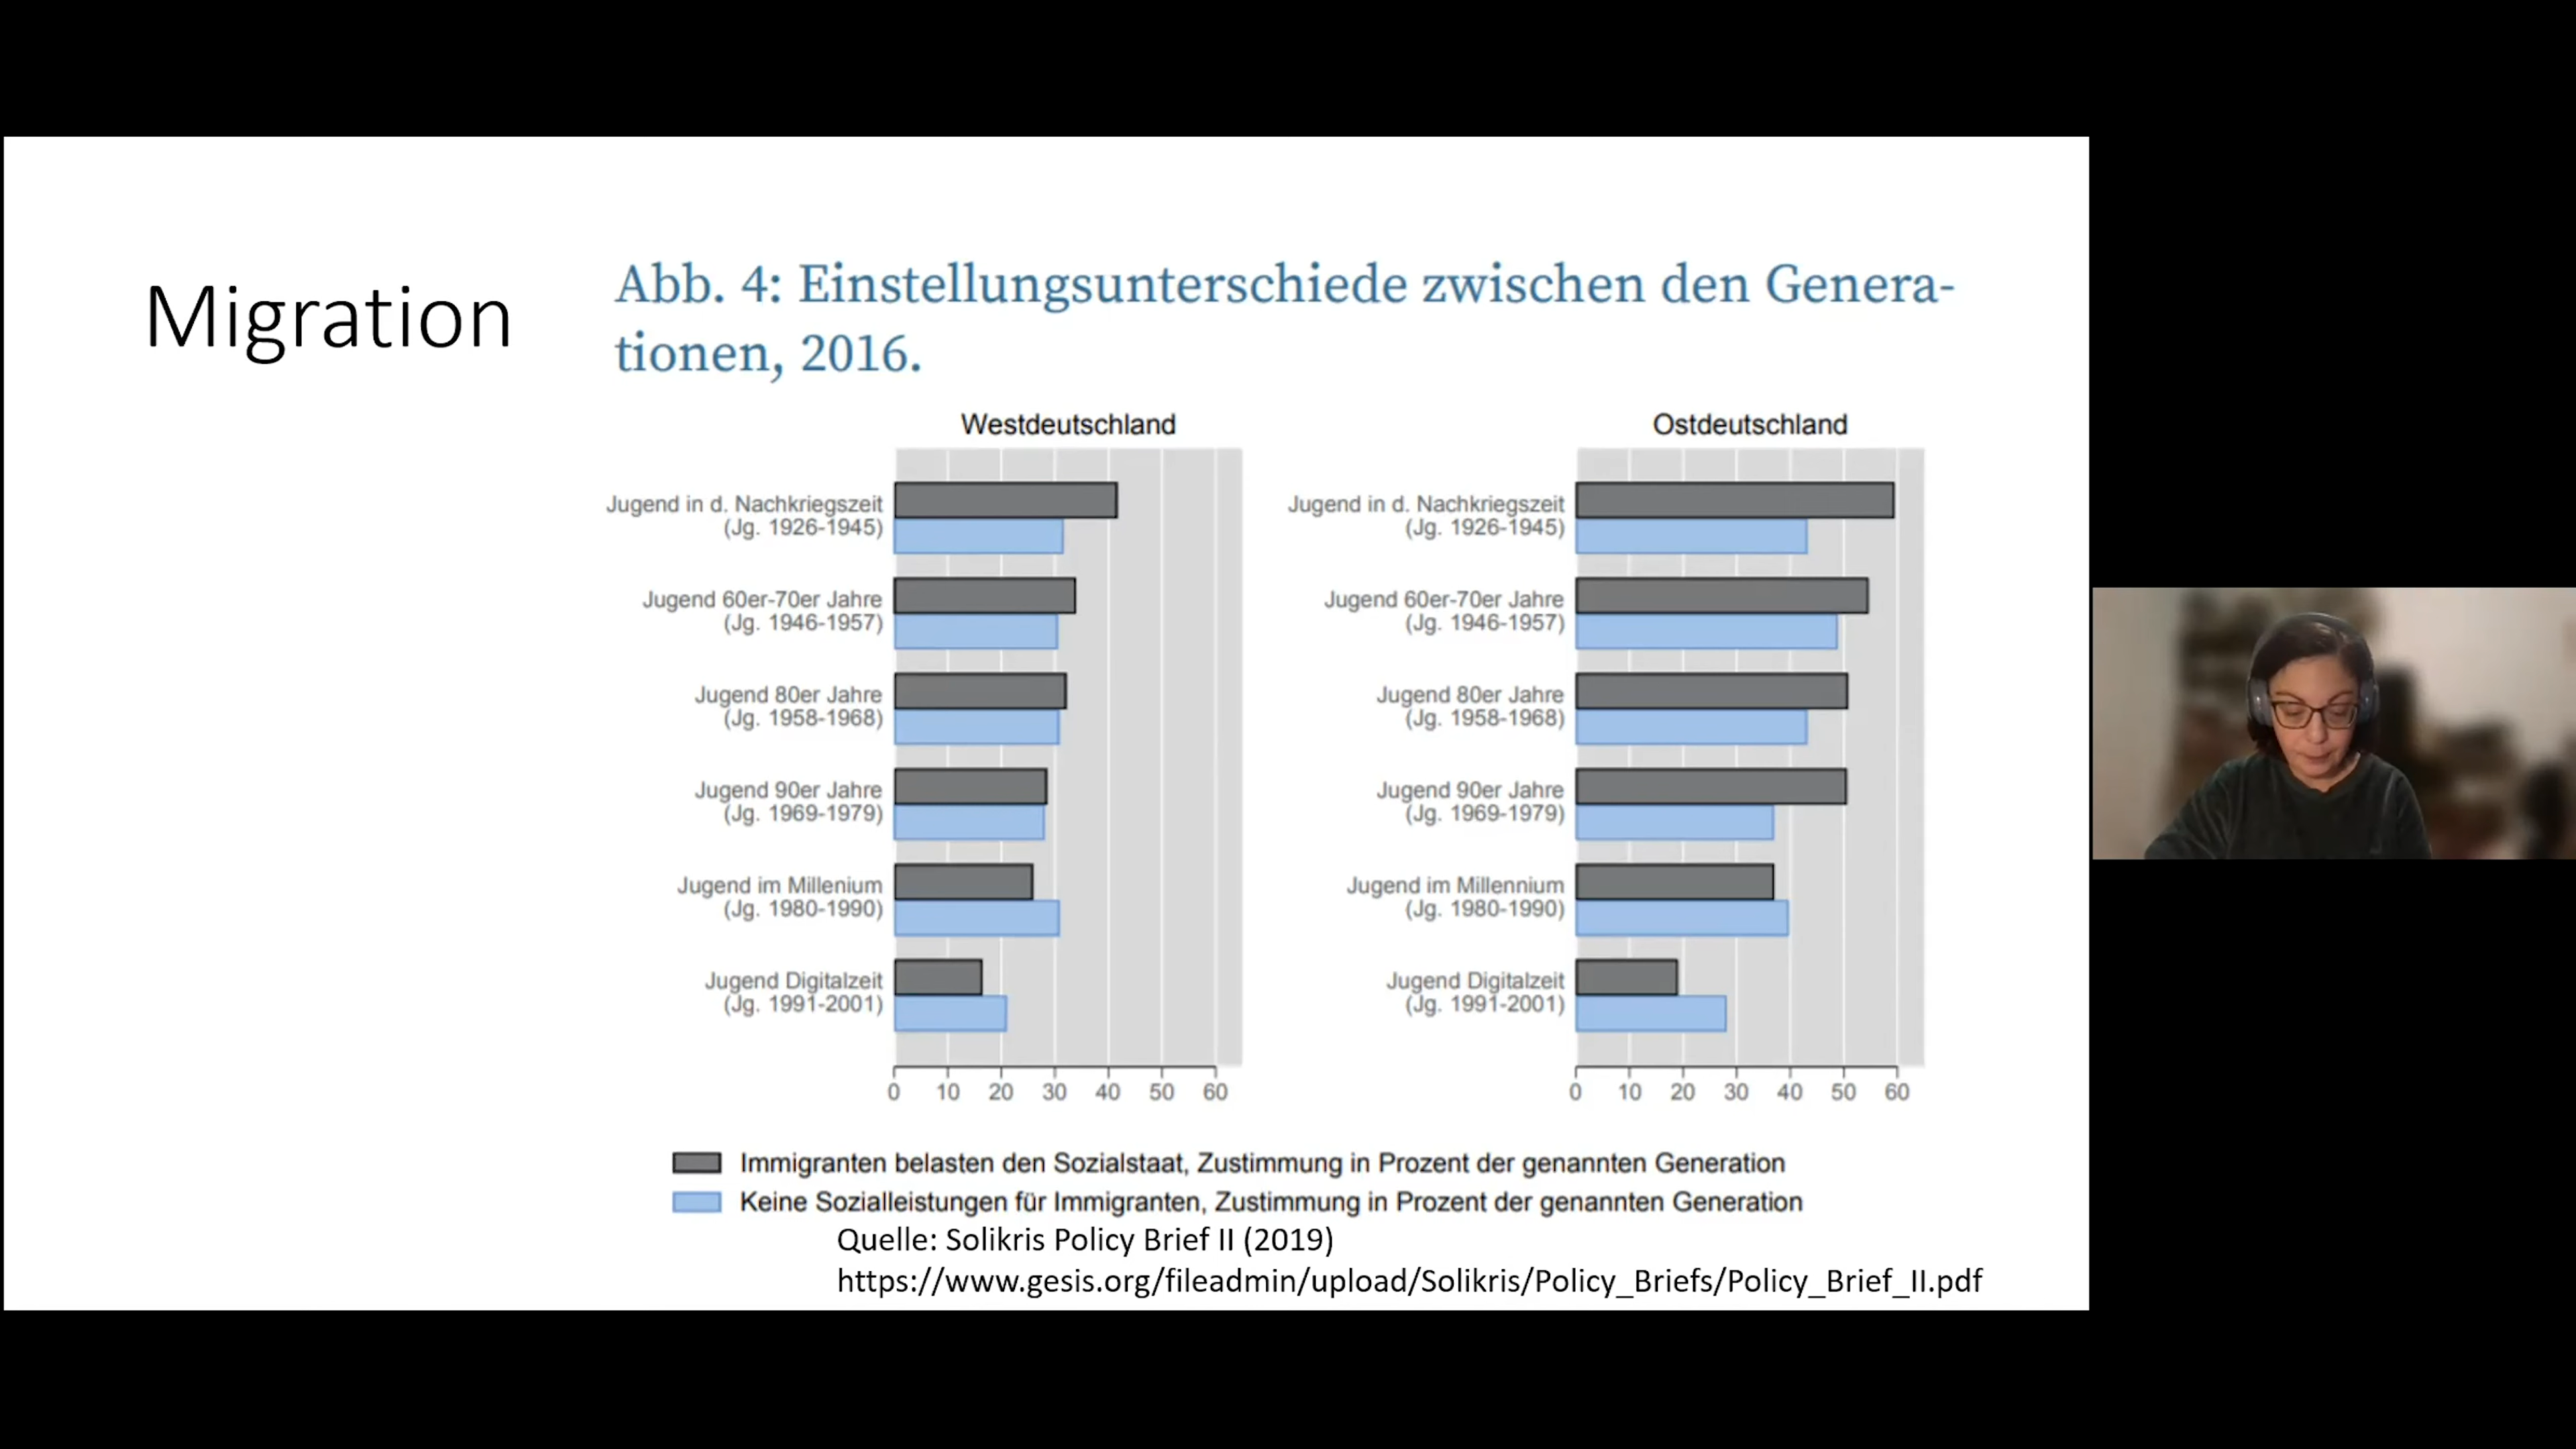 Migration
Abb. 4: Einstellungsunterschiede zwischen den Genera-
tionen, 2016.
Westdeutschland
Jugend in d. Nachkriegszeit
(Jg. 1926-1945)
Jugend 60er-70er Jahre
(Jg. 1946-1957)
Jugend 80er Jahre
(Jg. 1958-1968)
Jugend 90er Jahre
(Jg. 1969-1979)
Jugend im Millenium
(Jg. 1980-1990)
Jugend Digitalzeit
(Jg. 1991-2001)
0 10 20 30 40 50 60
Ostdeutschland
Jugend in d. Nachkriegszeit
(Jg. 1926-1945)
Jugend 60er-70er Jahre
(Jg. 1946-1957)
Jugend 80er Jahre
(Jg. 1958-1968)
Jugend 90er Jahre
(Jg. 1969-1979)
Jugend im Millennium
(Jg. 1980-1990)
Jugend Digitalzeit
(Jg. 1991-2001)
0 10 20 30 40 50 60
Immigranten belasten den Sozialstaat, Zustimmung in Prozent der genannten Generation
Keine Sozialleistungen für Immigranten, Zustimmung in Prozent der genannten Generation
Quelle: Solikris Policy Brief II (2019)
https://www.gesis.org/fileadmin/upload/Solikris/Policy_Briefs/Policy_Brief_II.pdf